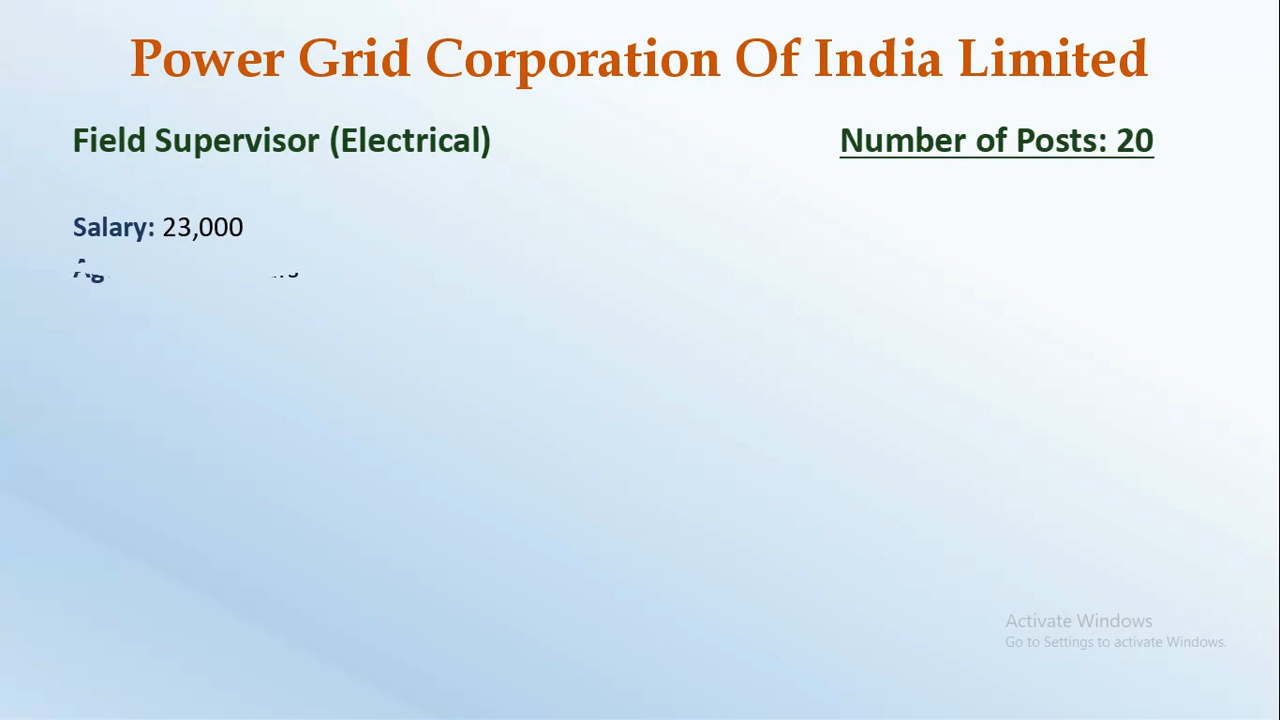 Power Grid Corporation Of India Limited
Field Supervisor (Electrical)
Number of Posts: 20
Salary: 23,000
Activate Windows
Go to Settings to activate Windows.